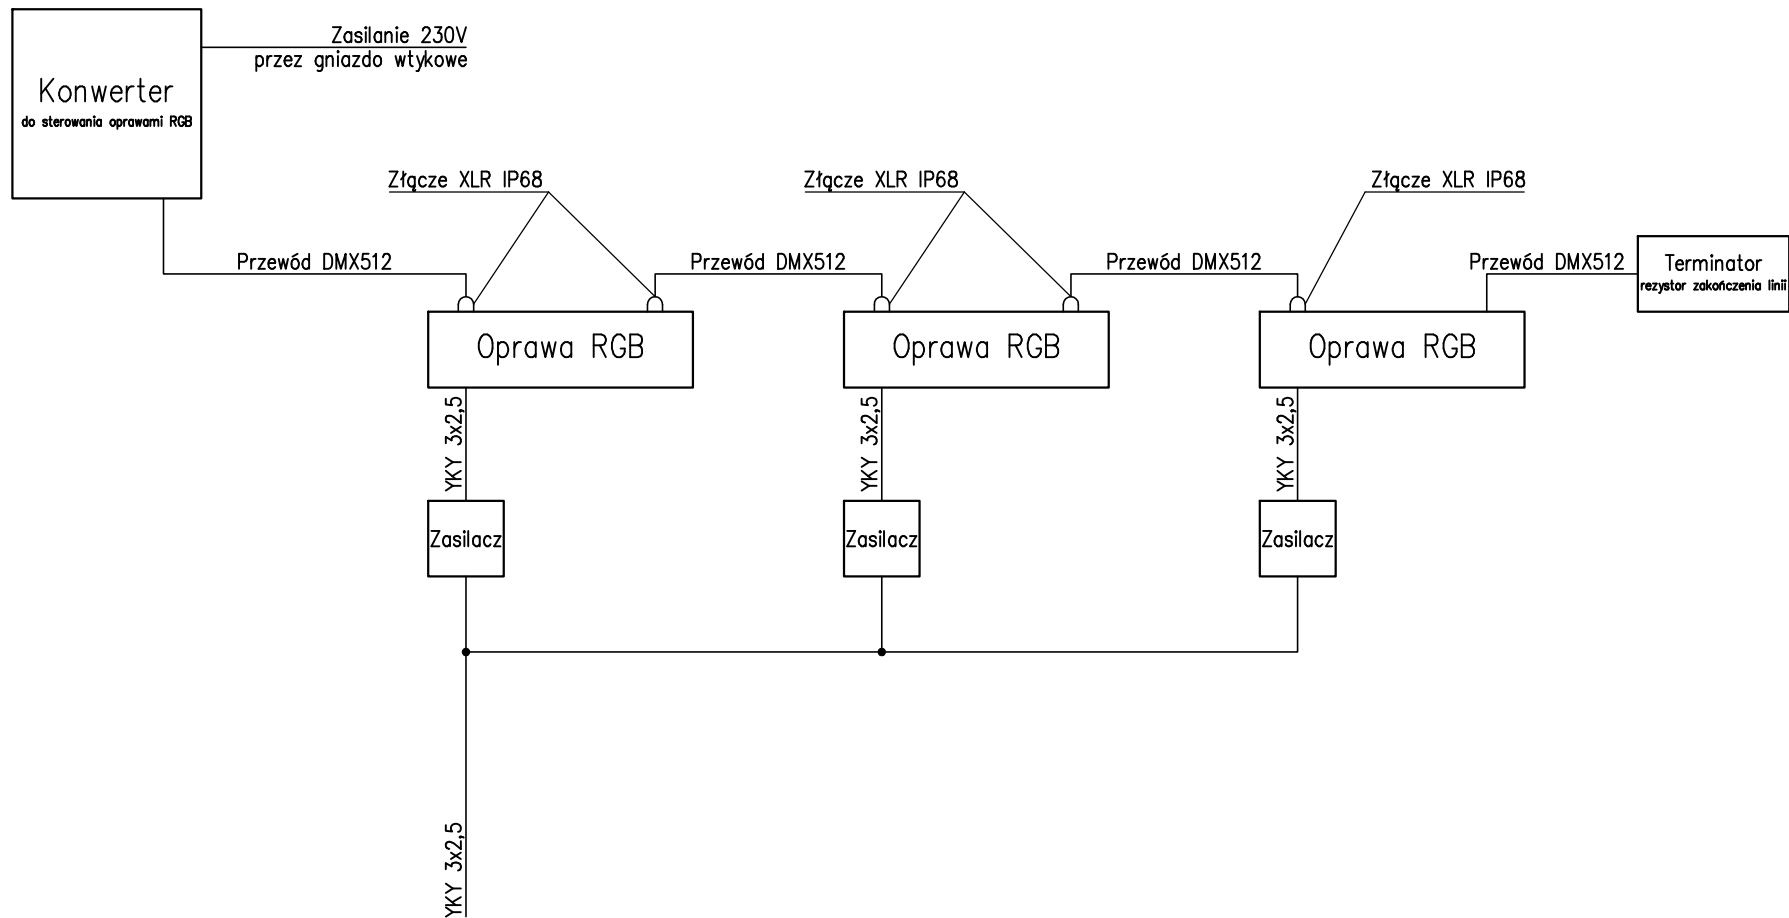 Zasilanie 230V
przez gniazdo wtykowe
Konwerter
do sterowania oprawami RGB
Złącze XLR IP68
Złącze XLR IP68
Złącze XLR IP68
Przewód DMX512
Przewód DMX512
Przewód DMX512
Przewód DMX512
Terminator
rezystor zakończenia linii
Oprawa RGB
Oprawa RGB
Oprawa RGB
YKY 3x2,5
YKY 3x2,5
YKY 3x2,5
Zasilacz
Zasilacz
Zasilacz
YKY 3x2,5